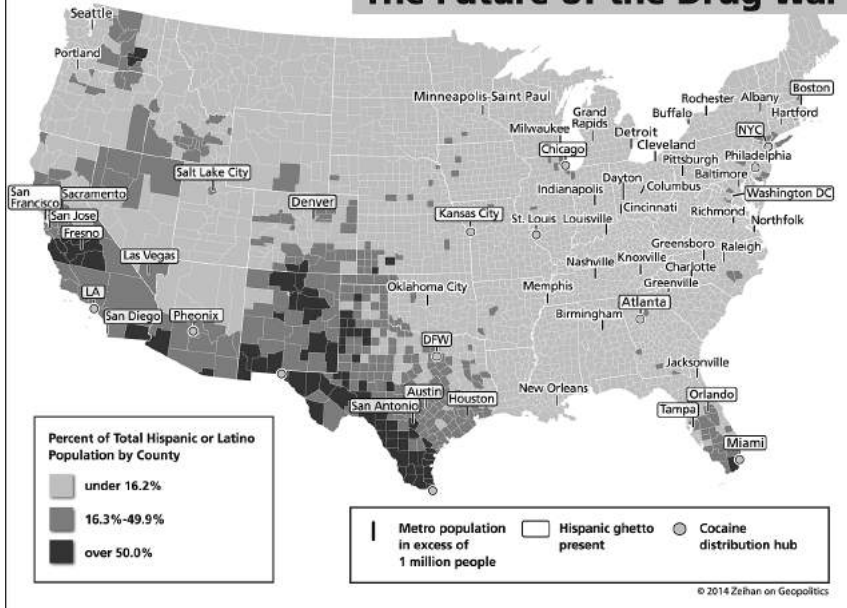 The Future of the Drug War
Seattle
Portland
Minneapolis-Saint Paul
Grand
Rapids
Milwaukee
Detroit
Chicago
Cleveland
Buffalo
Rochester
Albany
Boston
Hartford
NYC
Pittsburgh
Philadelphia
Baltimore
Washington DC
Dayton
Columbus
Indianapolis
Cincinnati
Richmond
Northfolk
San
Francisco
Sacramento
San Jose
Fresno
Salt Lake City
Denver
Kansas City
St. Louis
Louisville
Las Vegas
Greensboro
Raleigh
Nashville
Knoxville
Charlotte
Greenville
LA
San Diego
Pheonix
Oklahoma City
Memphis
Birmingham
Atlanta
DFW
Jacksonville
Austin
San Antonio
Houston
New Orleans
Orlando
Tampa
Miami
Percent of Total Hispanic or Latino
Population by County
under 16.2%
16.3%-49.9%
over 50.0%
Metro population
in excess of
1 million people
Hispanic ghetto
present
Cocaine
distribution hub
© 2014 Zeihan on Geopolitics